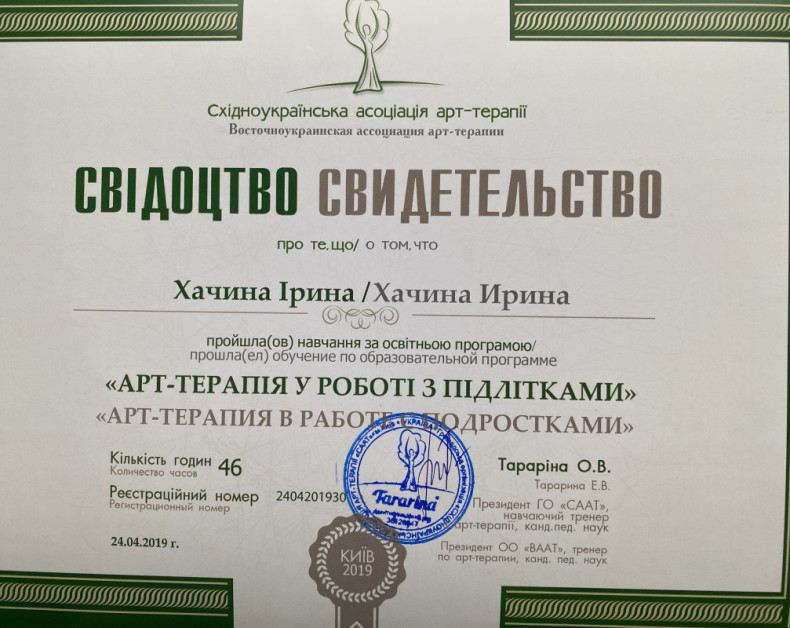 Східноукраїнська асоціація арт-терапії
Восточноукраинская ассоциация арт-терапии
СВІДОЦТВО СВИДЕТЕЛЬСТВО
про те,що/ о том,что
Хачина Ірина /Хачина Ирина
пройшла(ов) навчання за освітньою програмою/
прошла(ел) обучение по образовательной программе
«АРТ-ТЕРАПІЯ У РОБОТІ З ПІДЛІТКАМИ»
«АРТ-ТЕРАПИЯ В РАБОТЕ С ПОДРОСТКАМИ»
Кількість годин 46
Количество часов
Реєстраційний номер 2404201930
Регистрационный номер
24.04.2019 г.
Tararina
КИЇВ
2019
Тараріна О.В.
Тарарина Е.В.
Президент ГО «СААТ»,
навчаючий тренер
арт-терапії, канд.пед. наук
Президент ОО «ВААТ», тренер
по арт-терапии, канд. пед. наук